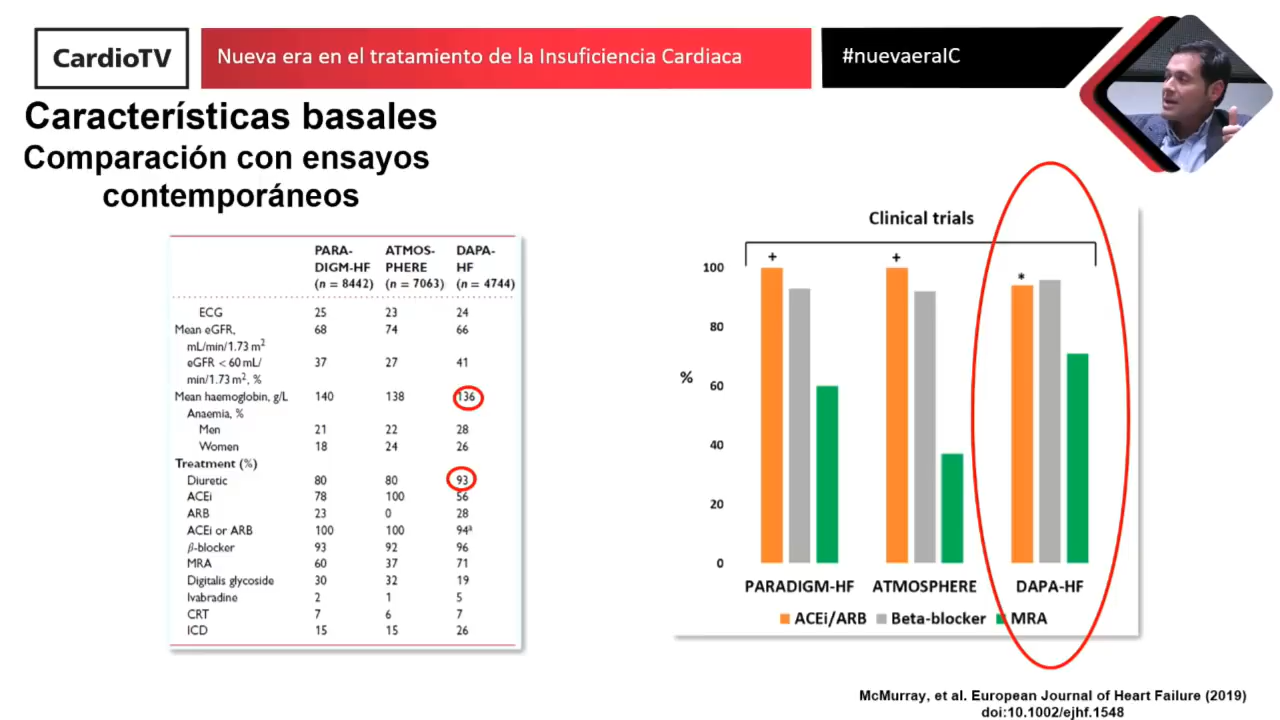 CardioTV
Nueva era en el tratamiento de la Insuficiencia Cardiaca
#nuevaeraIC
Características basales
Comparación con ensayos
contemporáneos
PARA- ATMOS- DAPA-
DIGM-HF PHERE HF
(n = 8442) (n = 7063) (n = 4744)
ECG 25 23 24
Mean eGFR, 68 74 66
mL/min/1.73 m²
eGFR < 60 mL/ 37 27 41
min/1.73 m², %
Mean haemoglobin, g/L 140 138 136
Anaemia, %
Men 21 22 28
Women 18 24 26
Treatment (%)
Diuretic 80 80 93
ACEi 78 100 56
ARB 23 0 28
ACEi or ARB 100 100 94ᵃ
β-blocker 93 92 96
MRA 60 37 71
Digitalis glycoside 30 32 19
Ivabradine 2 1 5
CRT 7 6 7
ICD 15 15 26
Clinical trials
+ + *
100
80
%
60
40
20
0
PARADIGM-HF ATMOSPHERE DAPA-HF
ACEi/ARB Beta-blocker MRA
McMurray, et al. European Journal of Heart Failure (2019)
doi:10.1002/ejhf.1548